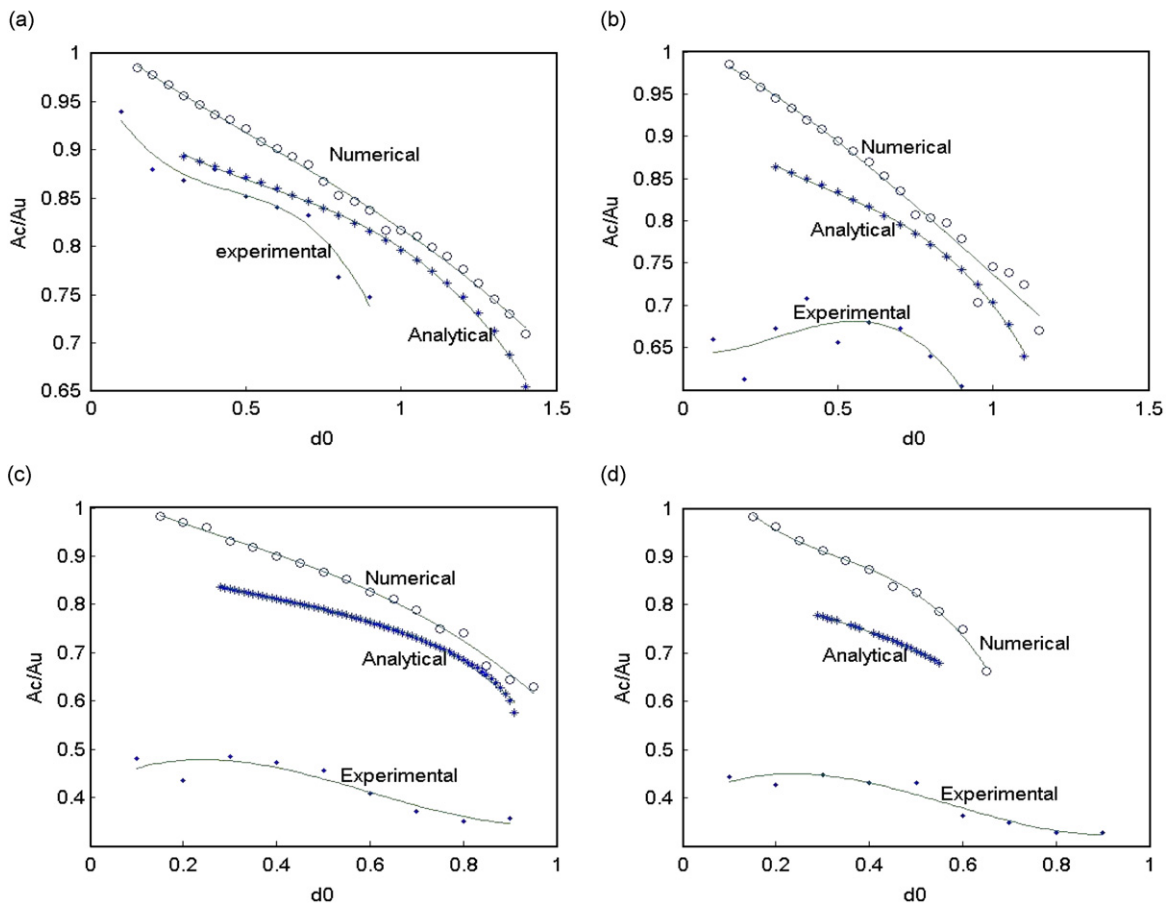 (a)
1
0.95
0.9
0.85
0.8
0.75
0.7
0.65
Ac/Au
Numerical
experimental
Analytical
0
0.5
1
1.5
d0
(b)
1
0.95
0.9
0.85
0.8
0.75
0.7
0.65
Ac/Au
Numerical
Analytical
Experimental
0
0.5
1
1.5
d0
(c)
1
0.9
0.8
0.7
0.6
0.5
0.4
Ac/Au
Numerical
Analytical
Experimental
0
0.2
0.4
0.6
0.8
1
d0
(d)
1
0.9
0.8
0.7
0.6
0.5
0.4
Ac/Au
Numerical
Analytical
Experimental
0
0.2
0.4
0.6
0.8
1
d0